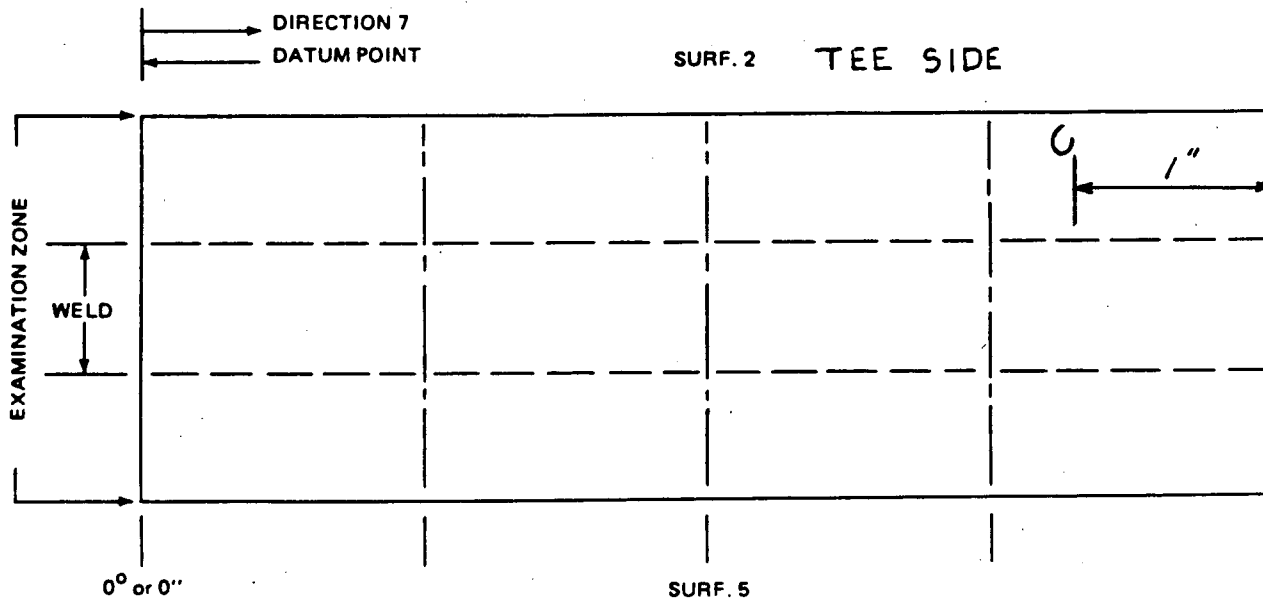 DIRECTION 7
DATUM POINT
SURF. 2 TEE SIDE
1"
EXAMINATION ZONE
WELD
0° or 0"
SURF. 5